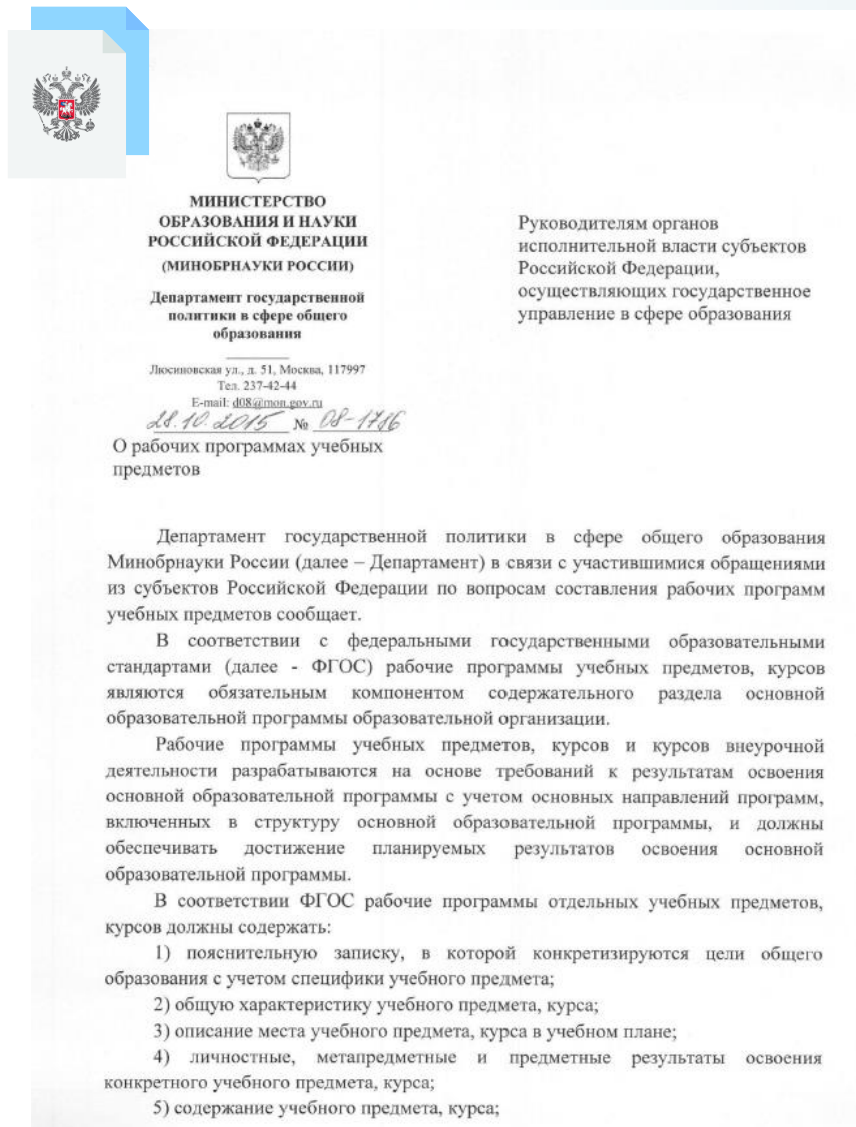 МИНИСТЕРСТВО
ОБРАЗОВАНИЯ И НАУКИ
РОССИЙСКОЙ ФЕДЕРАЦИИ
(МИНОБРНАУКИ РОССИИ)
Департамент государственной
политики в сфере общего
образования
Люсиновская ул., д. 51, Москва, 117997
Тел. 237-42-44
E-mail: d08@mon.gov.ru
28.10.2015 № 08-1786
О рабочих программах учебных
предметов
Руководителям органов
исполнительной власти субъектов
Российской Федерации,
осуществляющих государственное
управление в сфере образования
Департамент государственной политики в сфере общего образования
Минобрнауки России (далее – Департамент) в связи с участившимися обращениями
из субъектов Российской Федерации по вопросам составления рабочих программ
учебных предметов сообщает.
В соответствии с федеральными государственными образовательными
стандартами (далее - ФГОС) рабочие программы учебных предметов, курсов
являются обязательным компонентом содержательного раздела основной
образовательной программы образовательной организации.
Рабочие программы учебных предметов, курсов и курсов внеурочной
деятельности разрабатываются на основе требований к результатам освоения
основной образовательной программы с учетом основных направлений программ,
включенных в структуру основной образовательной программы, и должны
обеспечивать достижение планируемых результатов освоения основной
образовательной программы.
В соответствии ФГОС рабочие программы отдельных учебных предметов,
курсов должны содержать:
1) пояснительную записку, в которой конкретизируются цели общего
образования с учетом специфики учебного предмета;
2) общую характеристику учебного предмета, курса;
3) описание места учебного предмета, курса в учебном плане;
4) личностные, метапредметные и предметные результаты освоения
конкретного учебного предмета, курса;
5) содержание учебного предмета, курса;